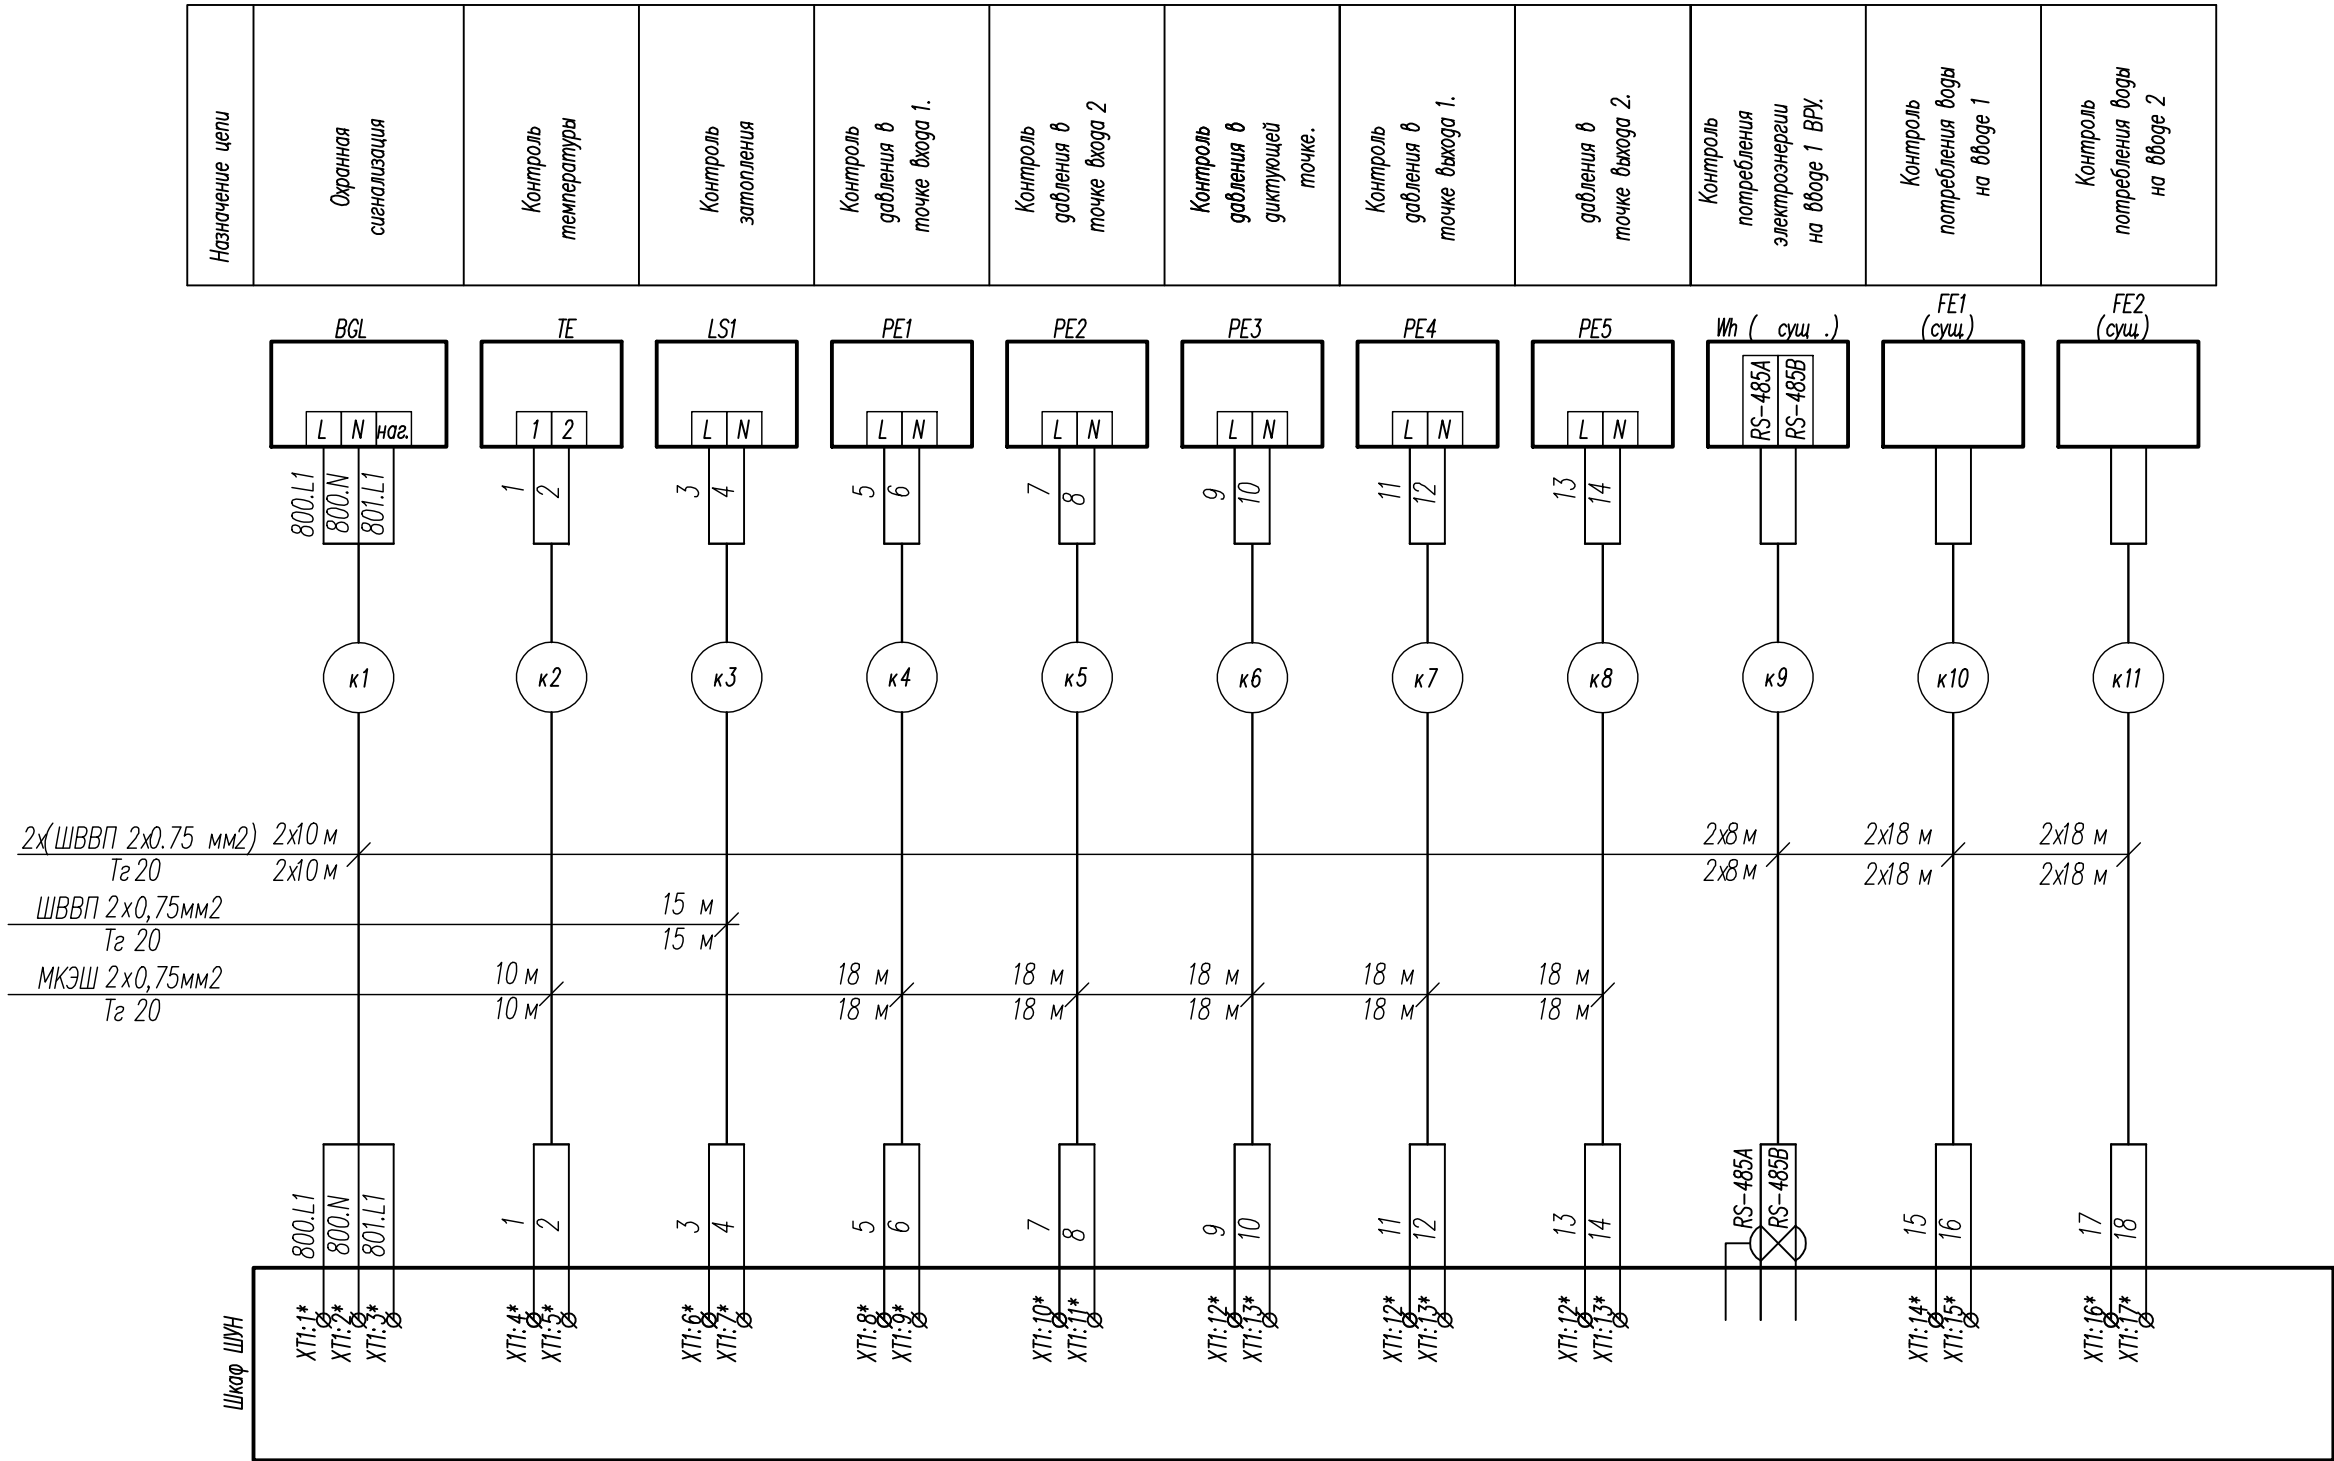 Назначение цепи
Охранная
сигнализация
Контроль
температуры
Контроль
затопления
Контроль
давления в
точке входа 1.
Контроль
давления в
точке входа 2
Контроль
давления в
диктующей
точке.
Контроль
давления в
точке выхода 1.
давления в
точке выхода 2.
Контроль
потребления
электроэнергии
на вводе 1 ВРУ.
Контроль
потребления воды
на вводе 1
Контроль
потребления воды
на вводе 2
BGL
TE
LS1
PE1
PE2
PE3
PE4
PE5
Wh ( сущ .)
FE1
(сущ)
FE2
(сущ)
L N наг.
1 2
L N
L N
L N
L N
L N
L N
RS-485A
RS-485B
800.L1
800.N
801.L1
1
2
3
4
5
6
7
8
9
10
11
12
13
14
к1 к2 к3 к4 к5 к6 к7 к8 к9 к10 к11
2х(ШВВП 2х0.75 мм2) 2х10 м 2х8 м 2х18 м 2х18 м
Тг 20 2х10 м 2х8 м 2х18 м 2х18 м
ШВВП 2х0,75мм2 15 м
Тг 20 15 м
МКЭШ 2х0,75мм2 10 м 18 м 18 м 18 м 18 м 18 м
Тг 20 10 м 18 м 18 м 18 м 18 м 18 м
800.L1
800.N
801.L1
1
2
3
4
5
6
7
8
9
10
11
12
13
14
RS-485A
RS-485B
15
16
17
18
Шкаф ШУН
XT1:1*
XT1:2*
XT1:3*
XT1:4*
XT1:5*
XT1:6*
XT1:7*
XT1:8*
XT1:9*
XT1:10*
XT1:11*
XT1:12*
XT1:13*
XT1:12*
XT1:13*
XT1:12*
XT1:13*
XT1:14*
XT1:15*
XT1:16*
XT1:17*